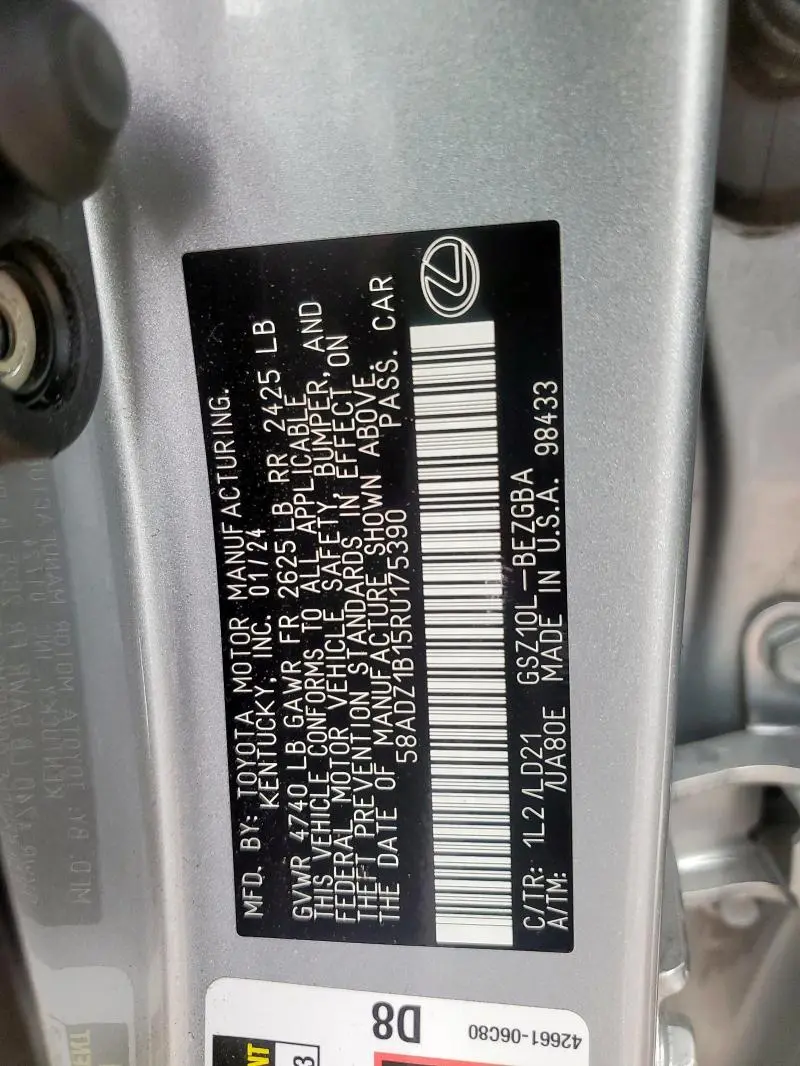 MFD. BY: TOYOTA MOTOR MANUFACTURING.
KENTUCKY, INC. 01/24
GVWR 4740 LB GAWR FR 2625 LB RR 2425 LB
THIS VEHICLE CONFORMS TO ALL APPLICABLE
FEDERAL MOTOR VEHICLE SAFETY, BUMPER, AND
THEFT PREVENTION STANDARDS IN EFFECT ON
THE DATE OF MANUFACTURE SHOWN ABOVE.
58ADZ1B15RU175390 PASS. CAR
C/TR: 1L2 /LD21 GSZ10L-BEZGBA
A/TM: /UA80E MADE IN U.S.A. 98433
D8
42661-06C80